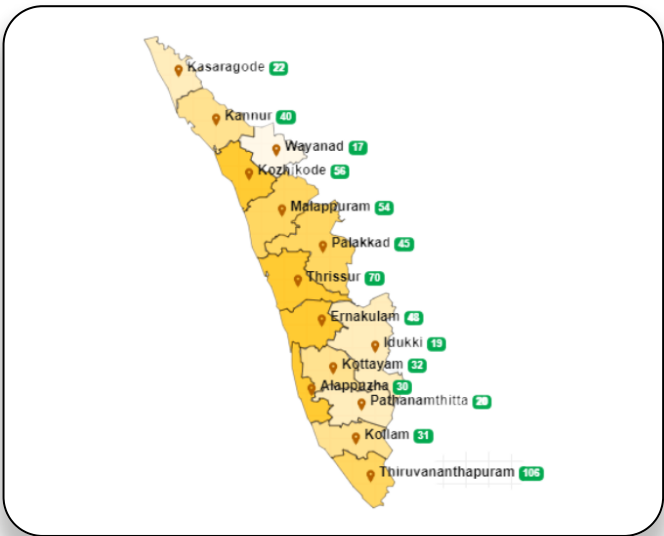 Kasaragode 22
Kannur 40
Wayanad 17
Kozhikode 56
Malappuram 54
Palakkad 45
Thrissur 70
Ernakulam 48
Idukki 19
Kottayam 32
Alappuzha 30
Pathanamthitta 20
Kollam 31
Thiruvananthapuram 106